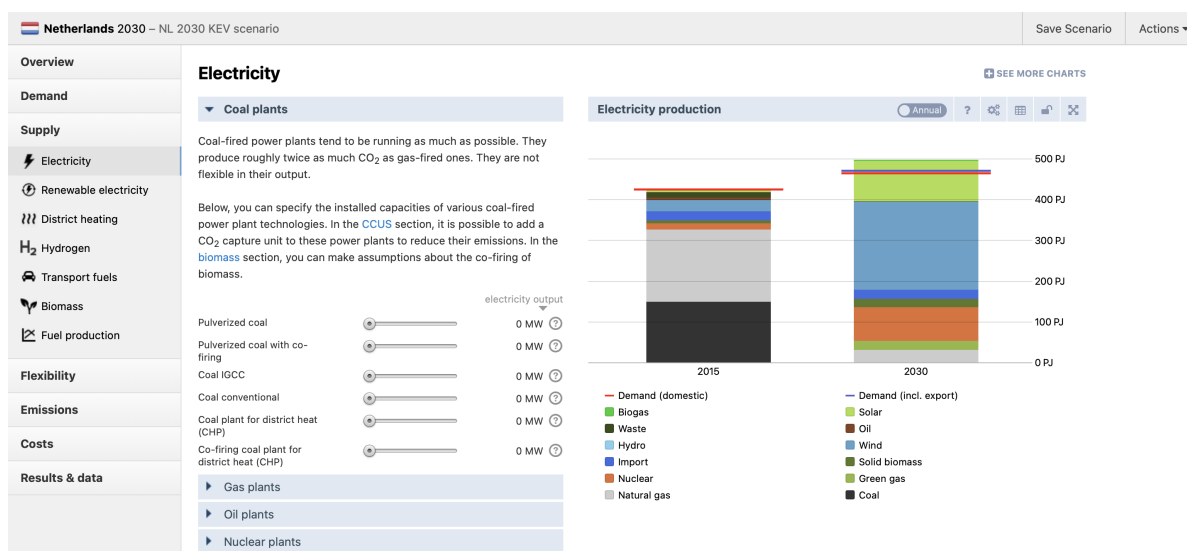 Netherlands 2030 – NL 2030 KEV scenario
Save Scenario
Actions
Overview
Demand
Supply
Electricity
Renewable electricity
District heating
H2 Hydrogen
Transport fuels
Biomass
Fuel production
Flexibility
Emissions
Costs
Results & data
Electricity
SEE MORE CHARTS
Coal plants
Coal-fired power plants tend to be running as much as possible. They
produce roughly twice as much CO2 as gas-fired ones. They are not
flexible in their output.
Below, you can specify the installed capacities of various coal-fired
power plant technologies. In the CCUS section, it is possible to add a
CO2 capture unit to these power plants to reduce their emissions. In the
biomass section, you can make assumptions about the co-firing of
biomass.
electricity output
Pulverized coal 0 MW ?
Pulverized coal with co-
firing 0 MW ?
Coal IGCC 0 MW ?
Coal conventional 0 MW ?
Coal plant for district heat
(CHP) 0 MW ?
Co-firing coal plant for
district heat (CHP) 0 MW ?
Gas plants
Oil plants
Nuclear plants
Electricity production
Annual
?
500 PJ
400 PJ
300 PJ
200 PJ
100 PJ
0 PJ
2015 2030
Demand (domestic)
Biogas
Waste
Hydro
Import
Nuclear
Natural gas
Demand (incl. export)
Solar
Oil
Wind
Solid biomass
Green gas
Coal